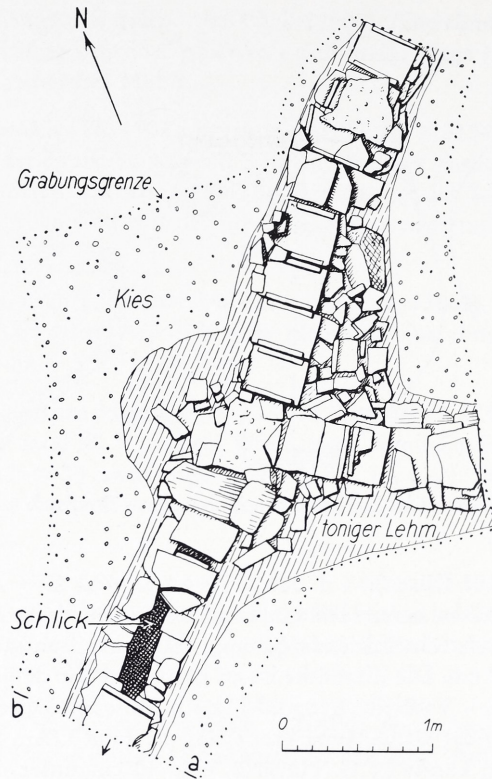 N
Grabungsgrenze
Kies
toniger Lehm
Schlick
b
a
0 1m